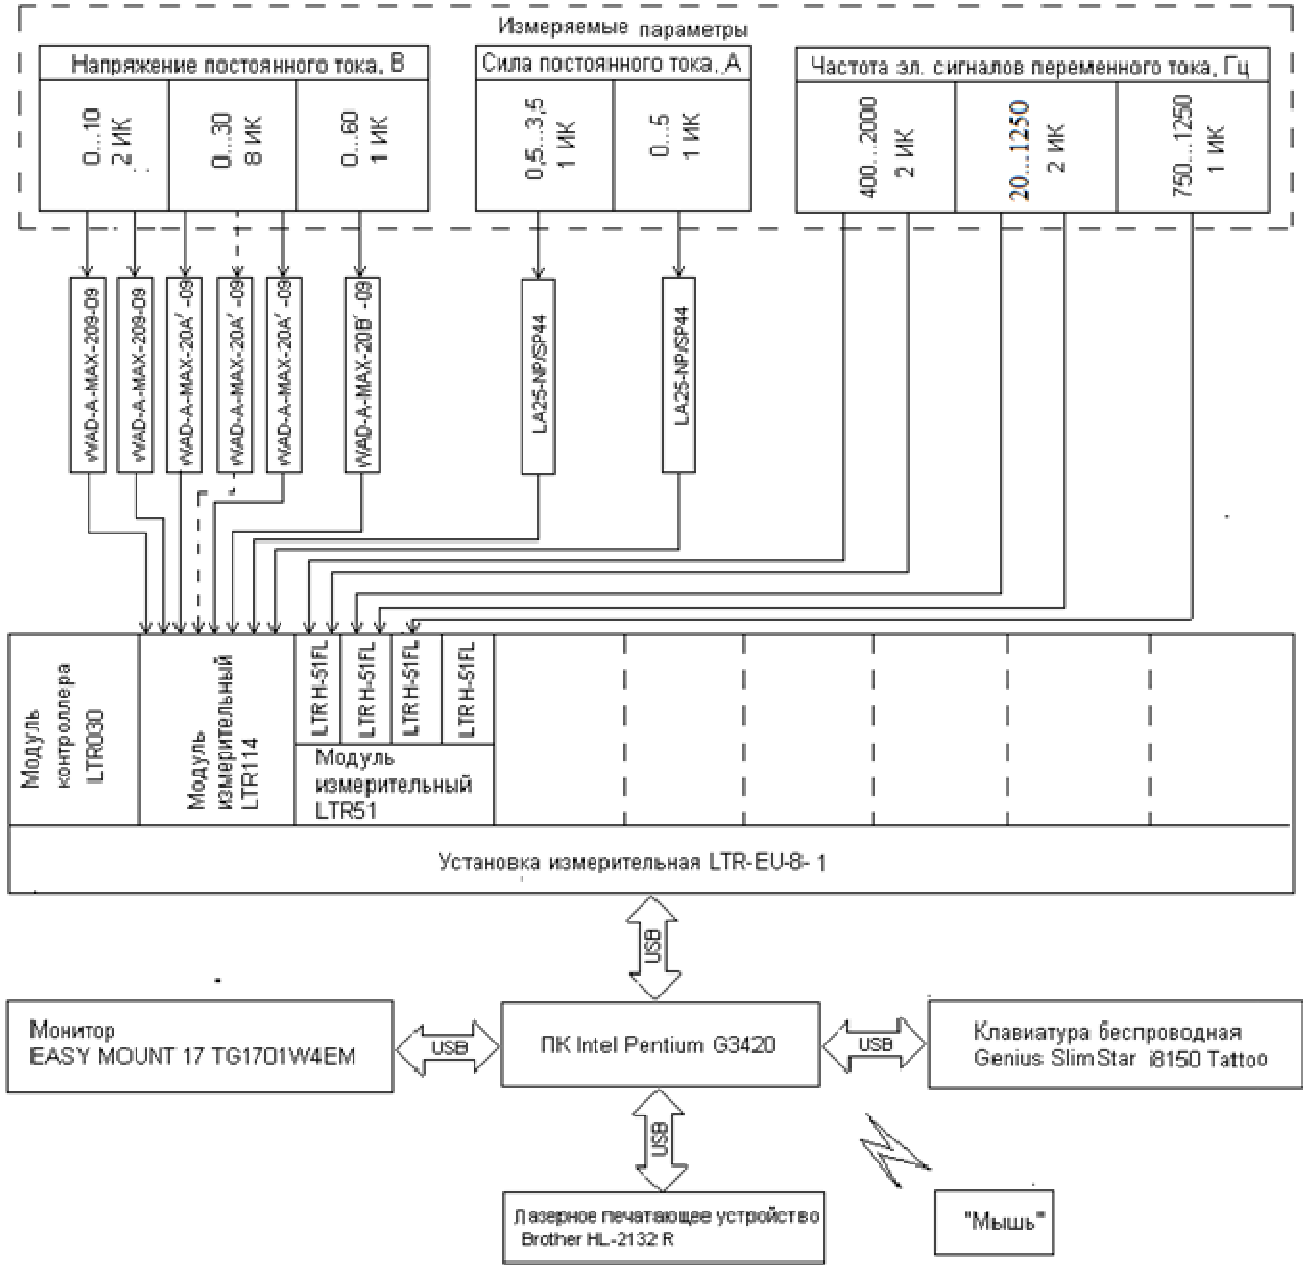 Измеряемые параметры
Напряжение постоянного тока, В
0...10
2 ИК
0...30
8 ИК
0...60
1 ИК
Сила постоянного тока, А
0,5...3,5
1 ИК
0...5
1 ИК
Частота эл. сигналов переменного тока, Гц
400...2000
2 ИК
20...1250
2 ИК
750...1250
1 ИК
WAD-A-MAX-209-09
WAD-A-MAX-209-09
WAD-A-MAX-20A' -09
WAD-A-MAX-20A' -09
WAD-A-MAX-20A' -09
WAD-A-MAX-20B' -09
LA25-NP/SP44
LA25-NP/SP44
Модуль
контроллера
LTR030
Модуль
измерительный
LTR114
LTR H-51FL
LTR H-51FL
LTR H-51FL
LTR H-51FL
Модуль
измерительный
LTR51
Установка измерительная LTR-EU-8-1
USB
Монитор
EASY MOUNT 17 TG1701W4EM
USB
ПК Intel Pentium G3420
USB
Клавиатура беспроводная
Genius SlimStar i8150 Tattoo
USB
Лазерное печатающее устройство
Brother HL-2132 R
"Мышь"